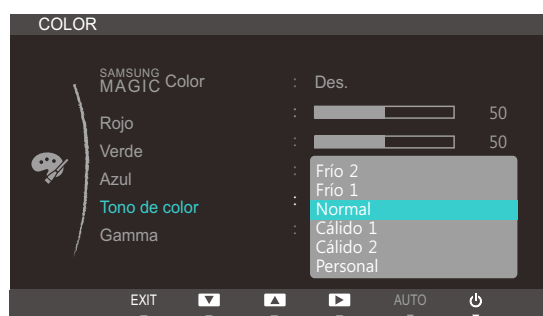 COLOR
SAMSUNG MAGIC Color : Des.
Rojo : 50
Verde : 50
Azul :
Tono de color :
Gamma :
Frío 2
Frío 1
Normal
Cálido 1
Cálido 2
Personal
EXIT AUTO